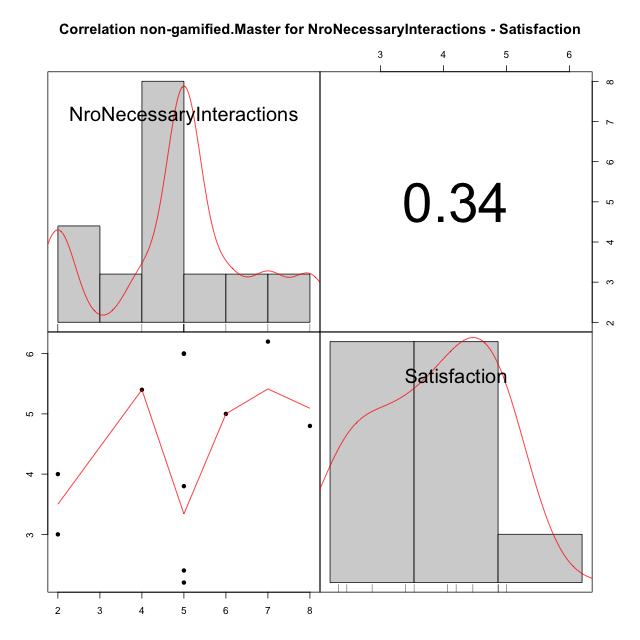 Correlation non-gamified.Master for NroNecessaryInteractions - Satisfaction
3 4 5 6
NroNecessaryInteractions
0.34
8
7
6
5
4
3
2
6
5
4
3
Satisfaction
2 3 4 5 6 7 8